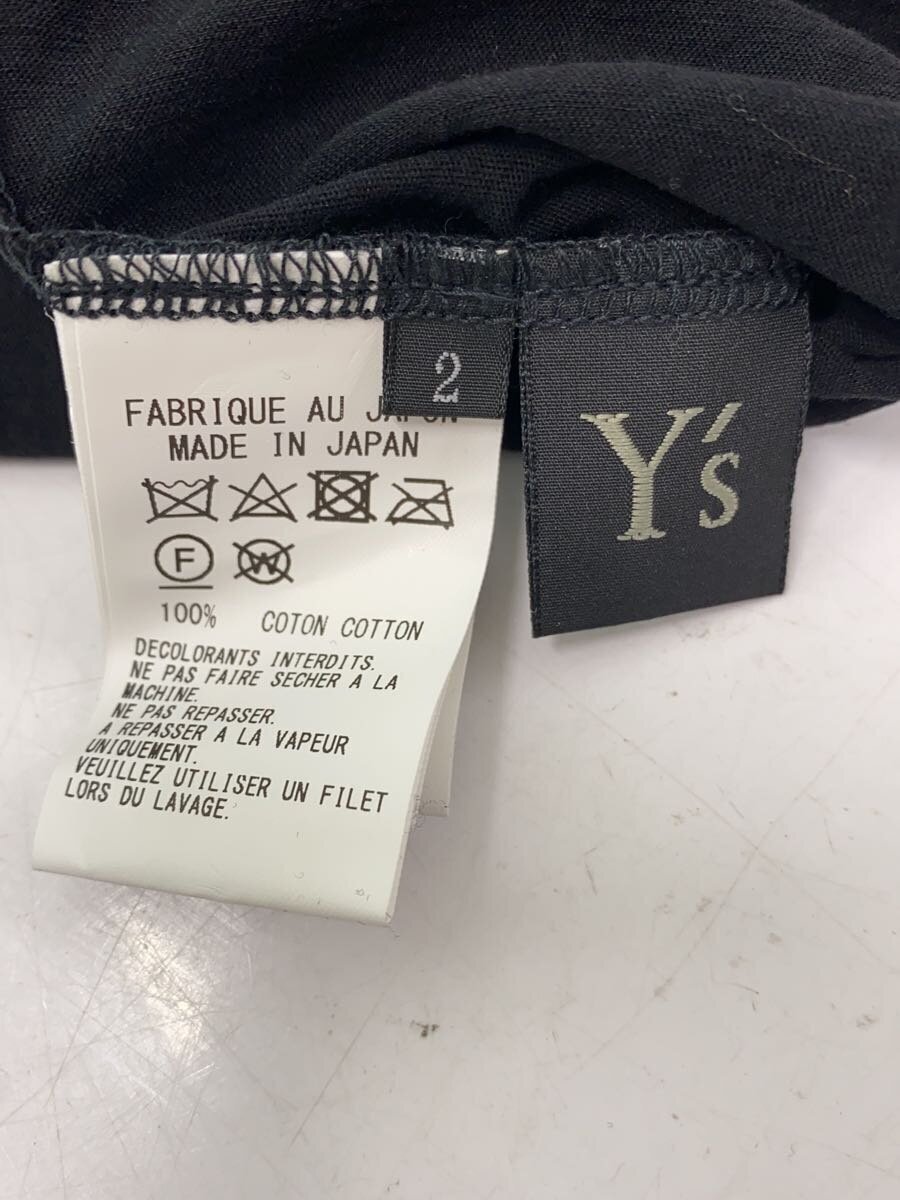 2
Y's
FABRIQUE AU JAPON
MADE IN JAPAN
F W
100% COTON COTTON
DECOLORANTS INTERDITS.
NE PAS FAIRE SECHER A LA
MACHINE.
NE PAS REPASSER.
A REPASSER A LA VAPEUR
UNIQUEMENT.
VEUILLEZ UTILISER UN FILET
LORS DU LAVAGE.